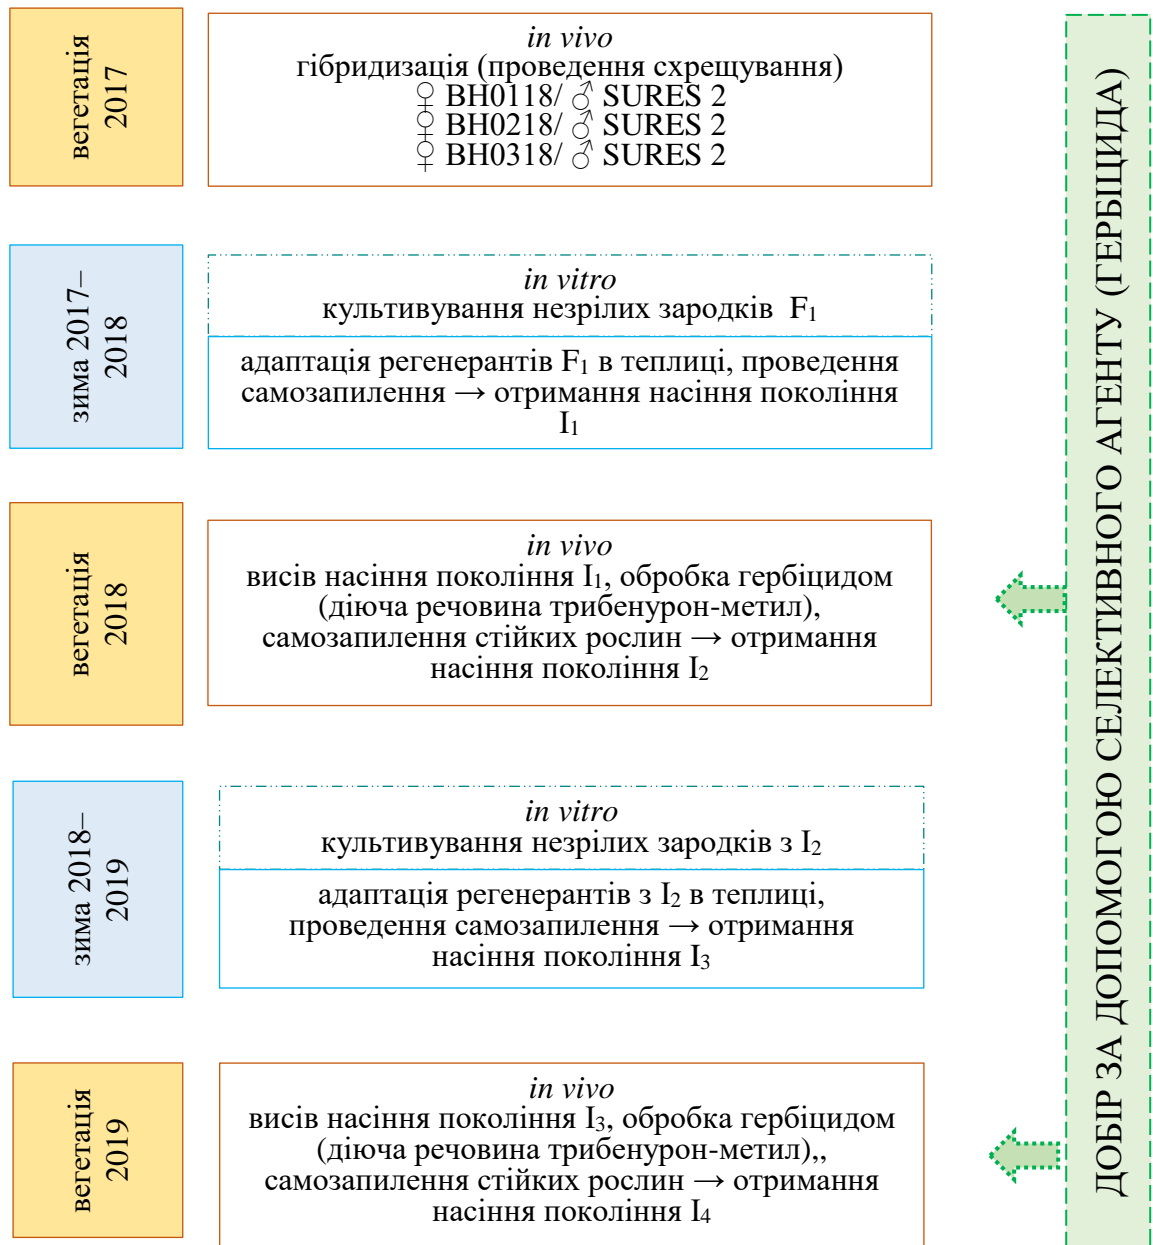 вегетація
2017
in vivo
гібридизація (проведення схрещування)
♀ ВН0118/ ♂ SURES 2
♀ ВН0218/ ♂ SURES 2
♀ ВН0318/ ♂ SURES 2
зима 2017–
2018
in vitro
культивування незрілих зародків F₁
адаптація регенерантів F₁ в теплиці, проведення
самозапилення → отримання насіння покоління
I₁
вегетація
2018
in vivo
висів насіння покоління I₁, обробка гербіцидом
(діюча речовина трибенурон-метил),
самозапилення стійких рослин → отримання
насіння покоління I₂
зима 2018–
2019
in vitro
культивування незрілих зародків з I₂
адаптація регенерантів з I₂ в теплиці,
проведення самозапилення → отримання
насіння покоління I₃
вегетація
2019
in vivo
висів насіння покоління I₃, обробка гербіцидом
(діюча речовина трибенурон-метил),,
самозапилення стійких рослин → отримання
насіння покоління I₄
ДОБІР ЗА ДОПОМОГОЮ СЕЛЕКТИВНОГО АГЕНТУ (ГЕРБІЦИДА)